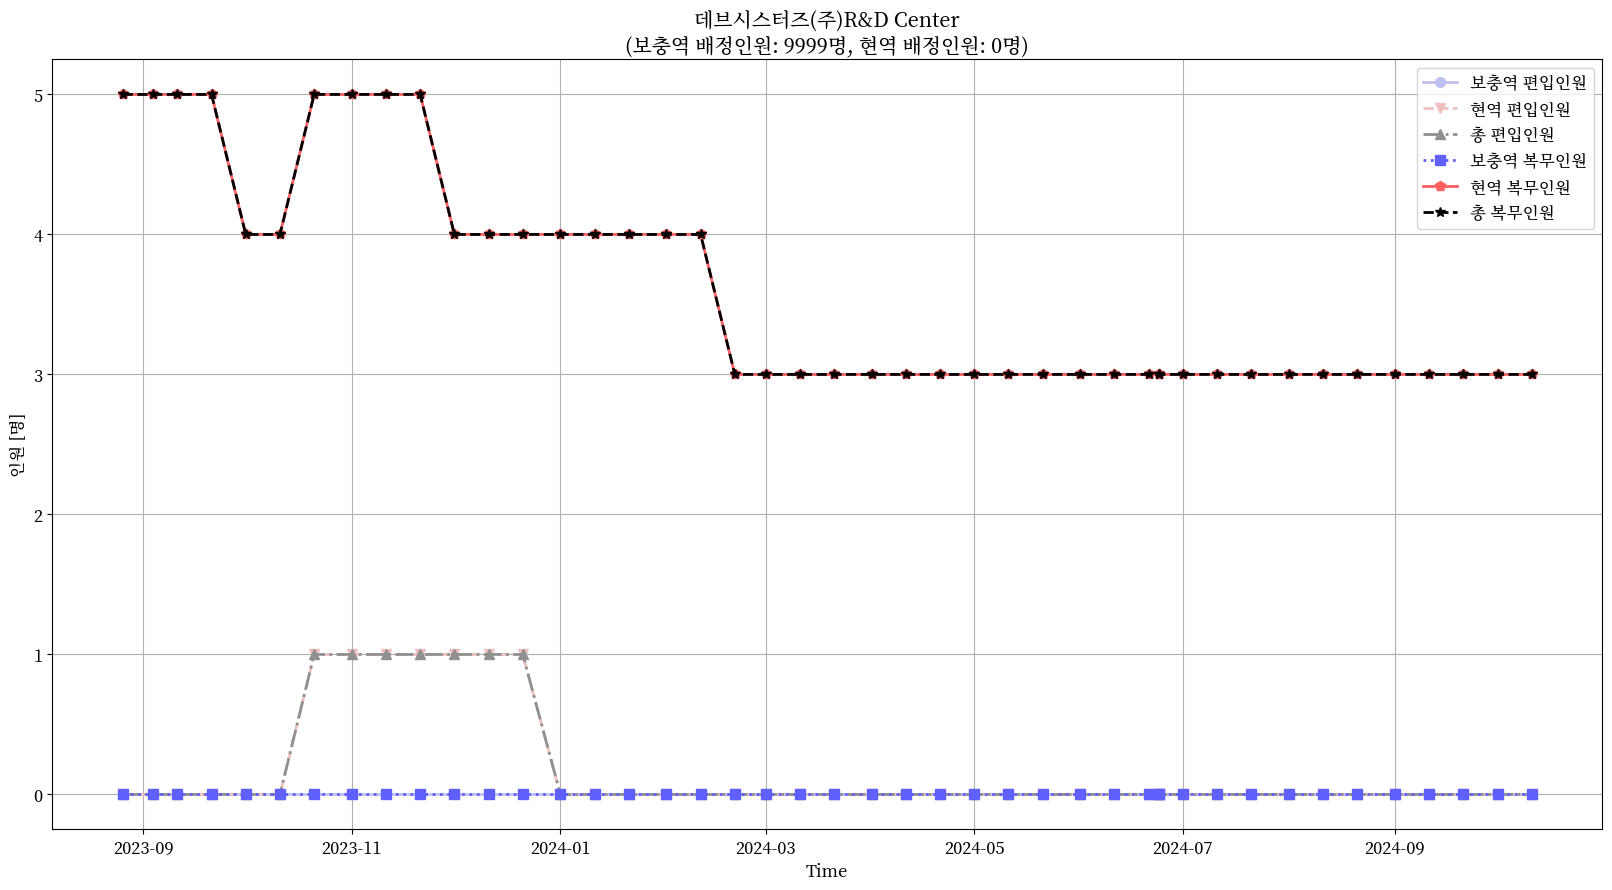 데브시스터즈(주)R&D Center
(보충역 배정인원: 9999명, 현역 배정인원: 0명)
보충역 편입인원
현역 편입인원
총 편입인원
보충역 복무인원
현역 복무인원
총 복무인원
인원 [명]
5
4
3
2
1
0
2023-09
2023-11
2024-01
2024-03
2024-05
2024-07
2024-09
Time